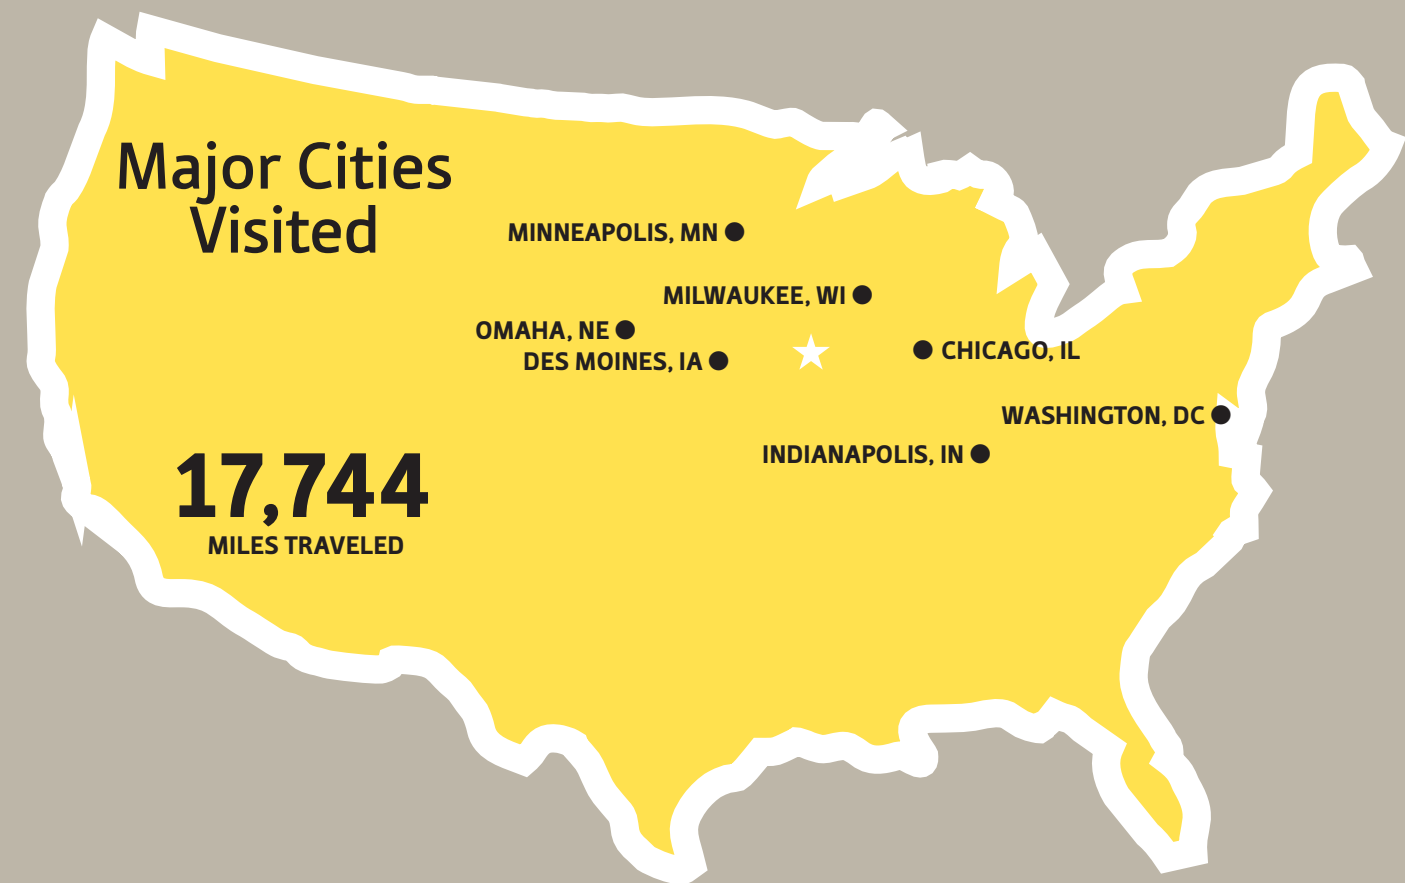 Major Cities
Visited
MINNEAPOLIS, MN
MILWAUKEE, WI
OMAHA, NE
DES MOINES, IA
CHICAGO, IL
WASHINGTON, DC
INDIANAPOLIS, IN
17,744
MILES TRAVELED